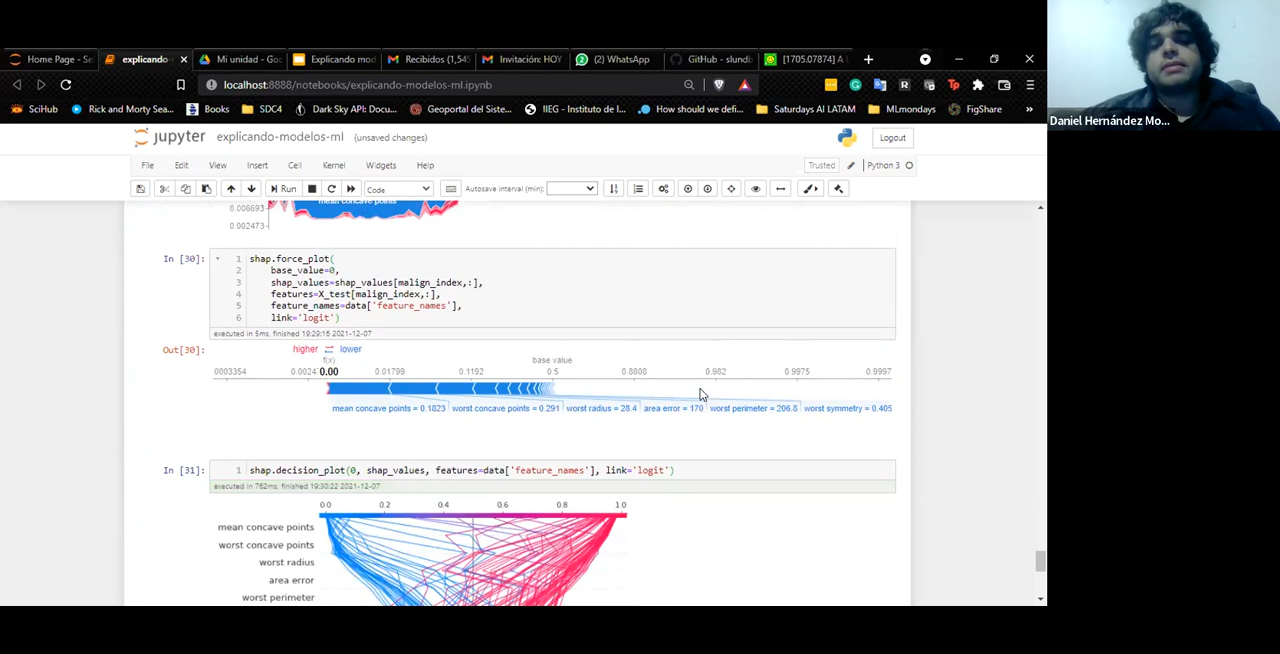 Home Page - Se
explicando-
Mi unidad - Goo
Explicando mod
Recibidos (1,545
Invitación: HOY
(2) WhatsApp
GitHub - slundb
[1705.07874] A U
localhost:8888/notebooks/explicando-modelos-ml.ipynb
SciHub
Rick and Morty Sea...
Books
SDC4
Dark Sky API: Docu...
Geoportal del Siste...
IIEG - Instituto de I...
How should we defi...
Saturdays AI LATAM
MLmondays
FigShare
»
Daniel Hernández Mo...
jupyter explicando-modelos-ml (unsaved changes)
Logout
File Edit View Insert Cell Kernel Widgets Help
Trusted
Python 3
Run
Code
Autosave interval (min):
mean concave points
0.006693
0.002473
In [30]:
1 shap.force_plot(
2 base_value=0,
3 shap_values=shap_values[malign_index,:],
4 features=X_test[malign_index,:],
5 feature_names=data['feature_names'],
6 link='logit')
executed in 5ms, finished 19:29:16 2021-12-07
Out[30]:
higher lower
f(x) base value
0003354 0.0024 0.00 0.01799 0.1192 0.5 0.8808 0.982 0.9975 0.9997
mean concave points = 0.1823 worst concave points = 0.291 worst radius = 28.4 area error = 170 worst perimeter = 206.8 worst symmetry = 0.405
In [31]:
1 shap.decision_plot(0, shap_values, features=data['feature_names'], link='logit')
executed in 762ms, finished 19:30:22 2021-12-07
0.0 0.2 0.4 0.6 0.8 1.0
mean concave points
worst concave points
worst radius
area error
worst perimeter